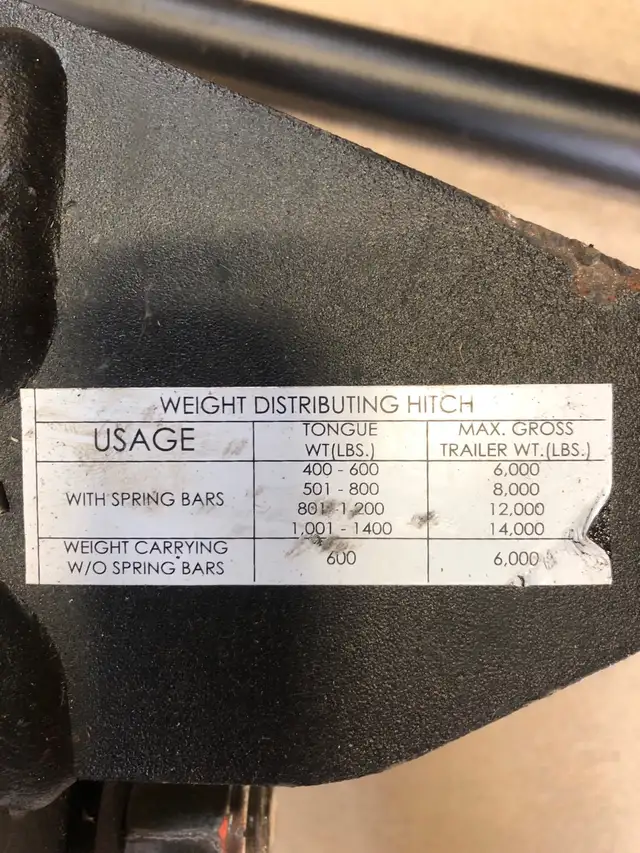 WEIGHT DISTRIBUTING HITCH
USAGE
TONGUE
WT(LBS.)
MAX. GROSS
TRAILER WT.(LBS.)
WITH SPRING BARS
400 - 600 6,000
501 - 800 8,000
801 - 1,200 12,000
1,001 - 1400 14,000
WEIGHT CARRYING
W/O SPRING BARS
600 6,000